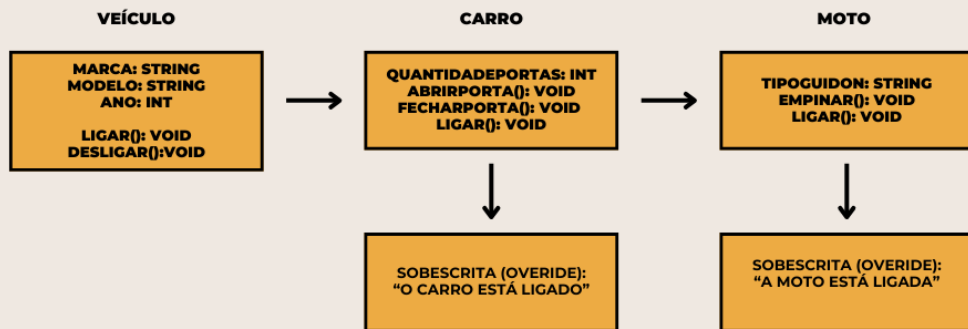 VEÍCULO
MARCA: STRING
MODELO: STRING
ANO: INT
LIGAR(): VOID
DESLIGAR():VOID
CARRO
QUANTIDADEPORTAS: INT
ABRIRPORTA(): VOID
FECHARPORTA(): VOID
LIGAR(): VOID
MOTO
TIPOGUIDON: STRING
EMPINAR(): VOID
LIGAR(): VOID
SOBESCRITA (OVERIDE):
“O CARRO ESTÁ LIGADO”
SOBESCRITA (OVERIDE):
“A MOTO ESTÁ LIGADA”